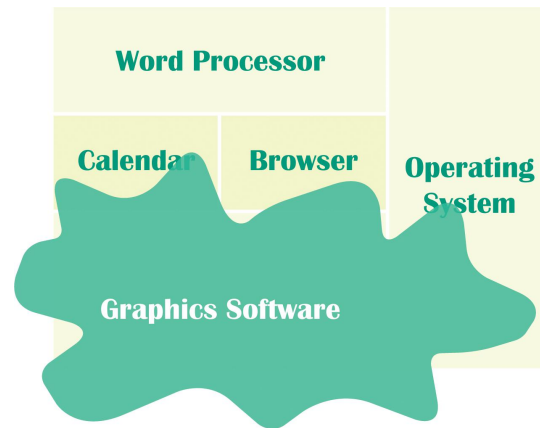 Word Processor
Calendar
Browser
Operating
System
Graphics Software